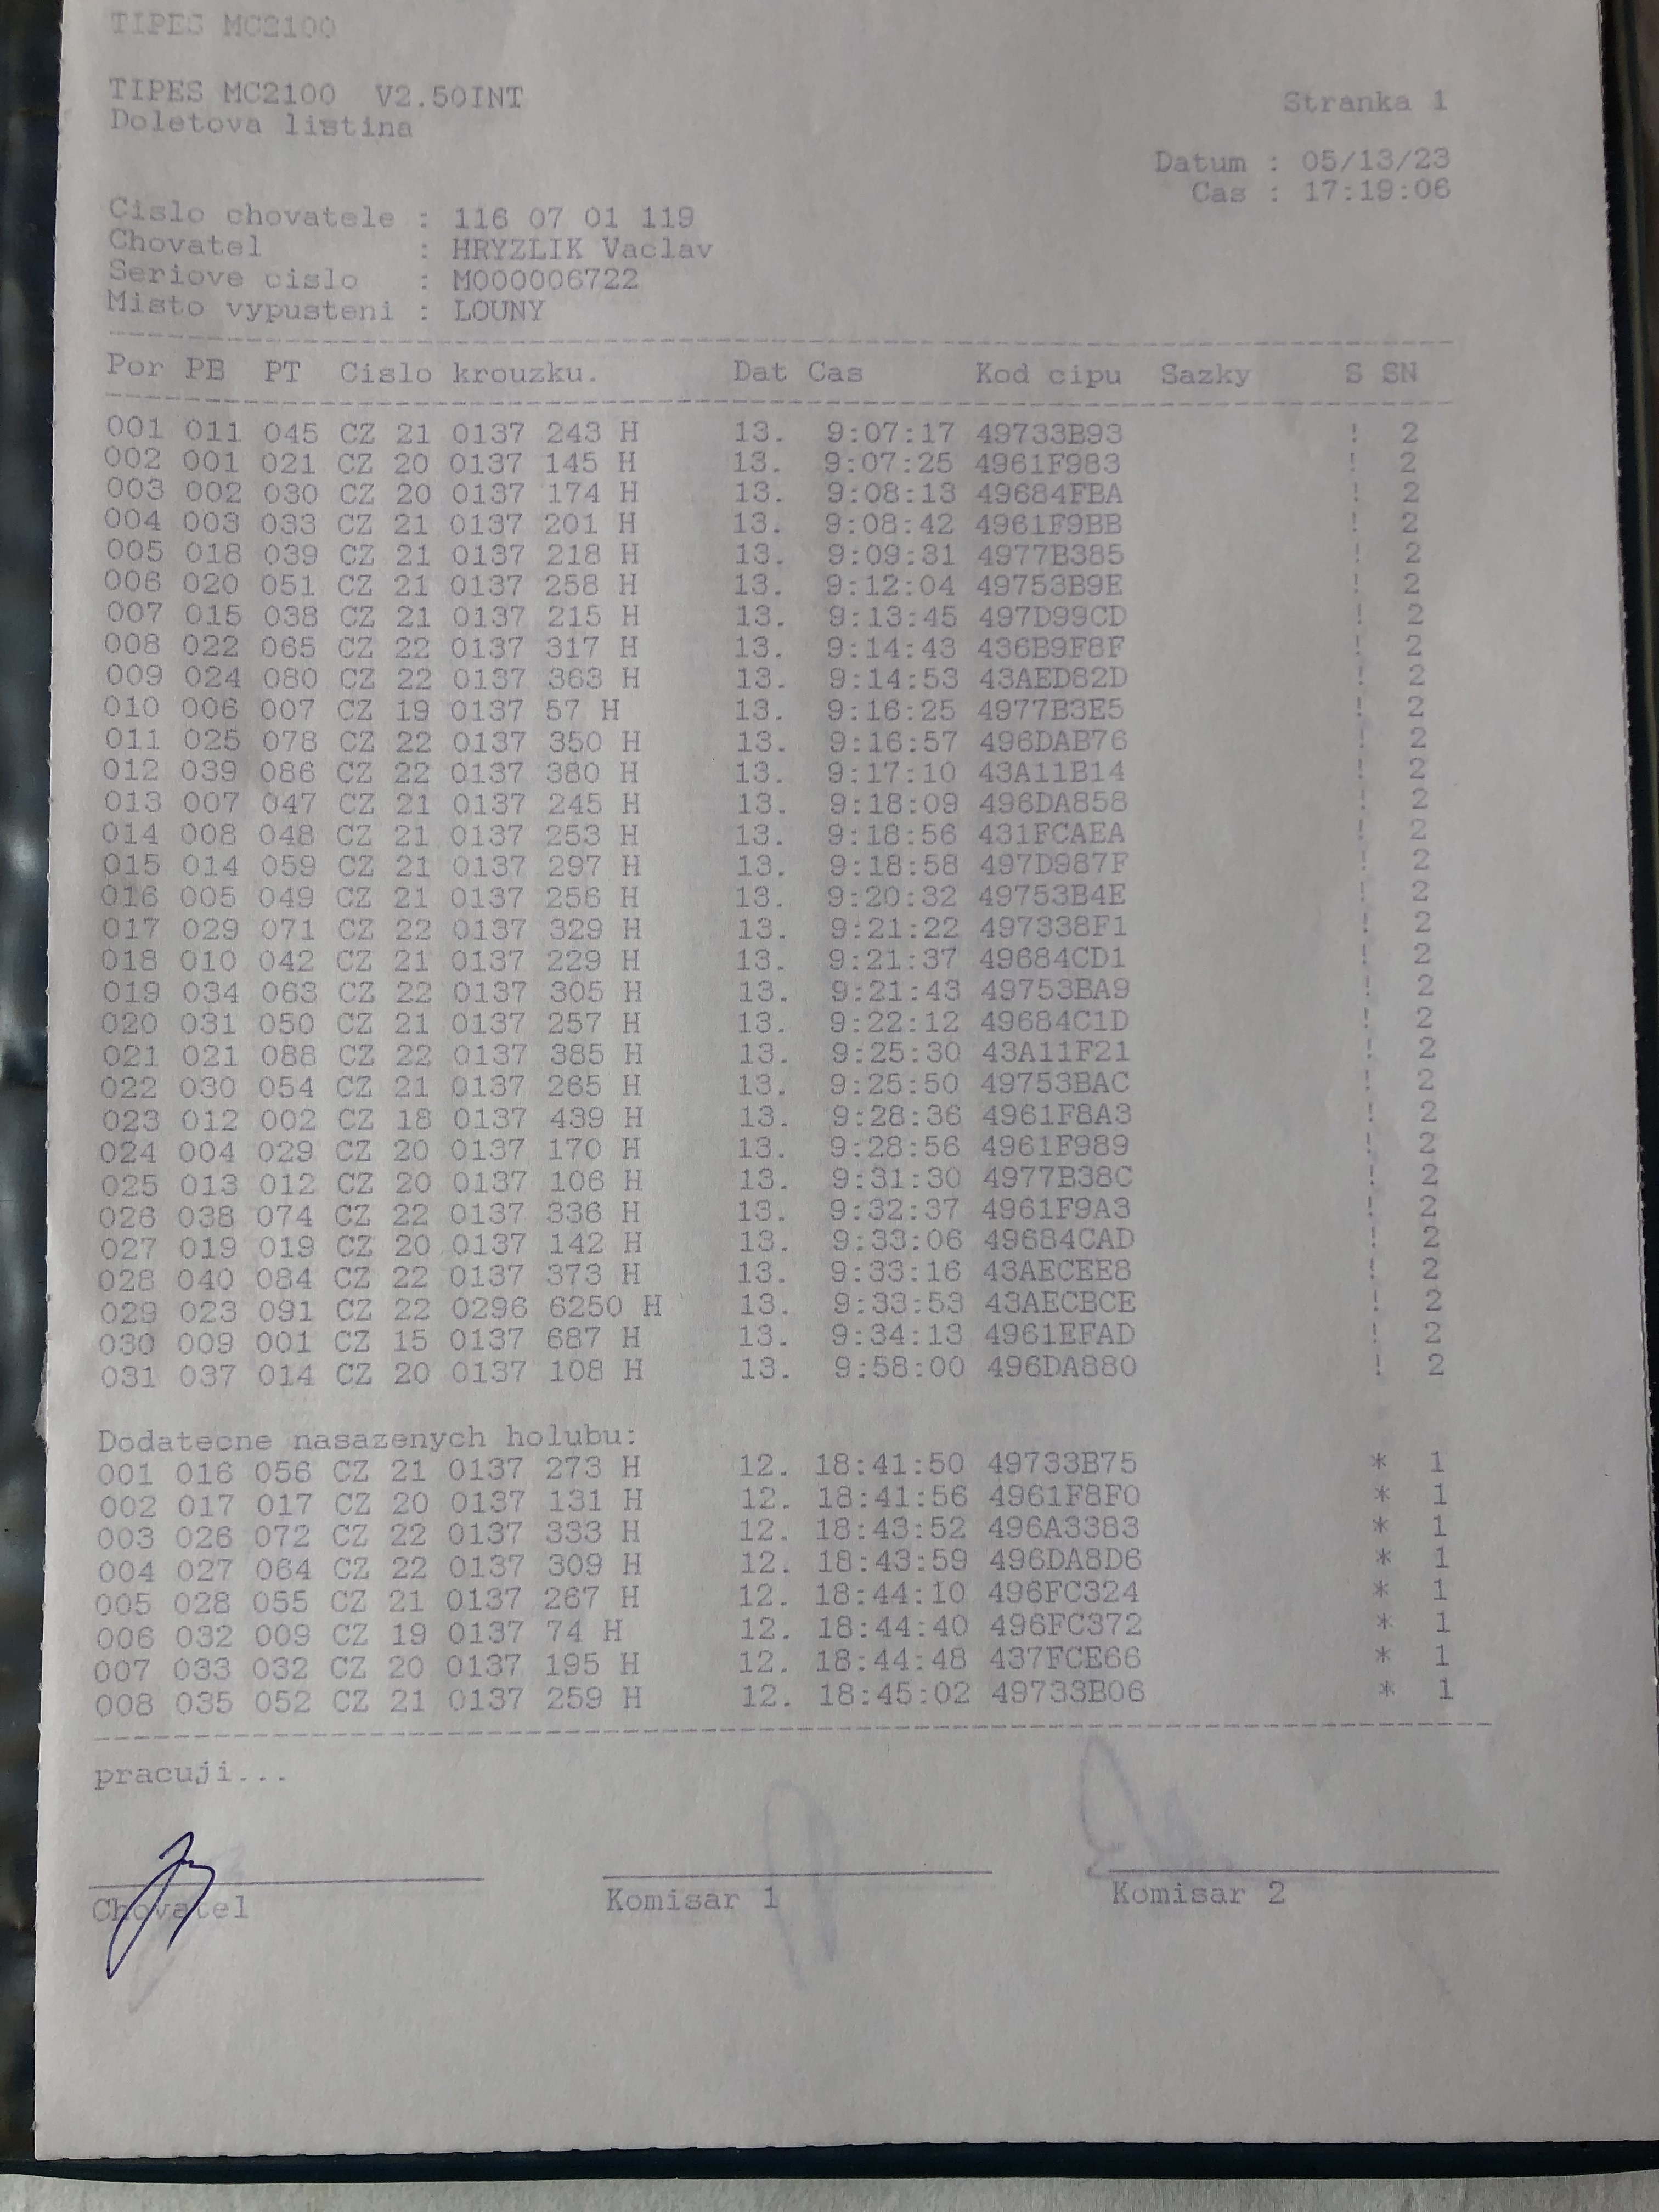 TIPES MC2100
TIPES MC2100 V2.50INT
Stranka 1
Doletova listina
Datum : 05/13/23
Cas : 17:19:06
Cislo chovatele : 116 07 01 119
Chovatel : HRYZLIK Vaclav
Seriove cislo : M000006722
Misto vypusteni : LOUNY
Por PB PT Cislo krouzku. Dat Cas Kod cipu Sazky S SN
001 011 045 CZ 21 0137 243 H 13. 9:07:17 49733B93 ! 2
002 001 021 CZ 20 0137 145 H 13. 9:07:25 4961F983 ! 2
003 002 030 CZ 20 0137 174 H 13. 9:08:13 49684FBA ! 2
004 003 033 CZ 21 0137 201 H 13. 9:08:42 4961F9BB ! 2
005 018 039 CZ 21 0137 218 H 13. 9:09:31 4977B385 ! 2
006 020 051 CZ 21 0137 258 H 13. 9:12:04 49753B9E ! 2
007 015 038 CZ 21 0137 215 H 13. 9:13:45 497D99CD ! 2
008 022 065 CZ 22 0137 317 H 13. 9:14:43 436B9F8F ! 2
009 024 080 CZ 22 0137 363 H 13. 9:14:53 43AED82D ! 2
010 006 007 CZ 19 0137 57 H 13. 9:16:25 4977B3E5 ! 2
011 025 078 CZ 22 0137 350 H 13. 9:16:57 496DAB76 ! 2
012 039 086 CZ 22 0137 380 H 13. 9:17:10 43A11B14 ! 2
013 007 047 CZ 21 0137 245 H 13. 9:18:09 496DA858 ! 2
014 008 048 CZ 21 0137 253 H 13. 9:18:56 431FCAEA ! 2
015 014 059 CZ 21 0137 297 H 13. 9:18:58 497D987F ! 2
016 005 049 CZ 21 0137 256 H 13. 9:20:32 49753B4E ! 2
017 029 071 CZ 22 0137 329 H 13. 9:21:22 497338F1 ! 2
018 010 042 CZ 21 0137 229 H 13. 9:21:37 49684CD1 ! 2
019 034 063 CZ 22 0137 305 H 13. 9:21:43 49753BA9 ! 2
020 031 050 CZ 21 0137 257 H 13. 9:22:12 49684C1D ! 2
021 021 088 CZ 22 0137 385 H 13. 9:25:30 43A11F21 ! 2
022 030 054 CZ 21 0137 265 H 13. 9:25:50 49753BAC ! 2
023 012 002 CZ 18 0137 439 H 13. 9:28:36 4961F8A3 ! 2
024 004 029 CZ 20 0137 170 H 13. 9:28:56 4961F989 ! 2
025 013 012 CZ 20 0137 106 H 13. 9:31:30 4977B38C ! 2
026 038 074 CZ 22 0137 336 H 13. 9:32:37 4961F9A3 ! 2
027 019 019 CZ 20 0137 142 H 13. 9:33:06 49684CAD ! 2
028 040 084 CZ 22 0137 373 H 13. 9:33:16 43AECEE8 ! 2
029 023 091 CZ 22 0296 6250 H 13. 9:33:53 43AECBCE ! 2
030 009 001 CZ 15 0137 687 H 13. 9:34:13 4961EFAD ! 2
031 037 014 CZ 20 0137 108 H 13. 9:58:00 496DA880 ! 2
Dodatecne nasazenych holubu:
001 016 056 CZ 21 0137 273 H 12. 18:41:50 49733B75 * 1
002 017 017 CZ 20 0137 131 H 12. 18:41:56 4961F8F0 * 1
003 026 072 CZ 22 0137 333 H 12. 18:43:52 496A3383 * 1
004 027 064 CZ 22 0137 309 H 12. 18:43:59 496DA8D6 * 1
005 028 055 CZ 21 0137 267 H 12. 18:44:10 496FC324 * 1
006 032 009 CZ 19 0137 74 H 12. 18:44:40 496FC372 * 1
007 033 032 CZ 20 0137 195 H 12. 18:44:48 437FCE66 * 1
008 035 052 CZ 21 0137 259 H 12. 18:45:02 49733B06 * 1
pracuji...
Chovatel Komisar 1 Komisar 2